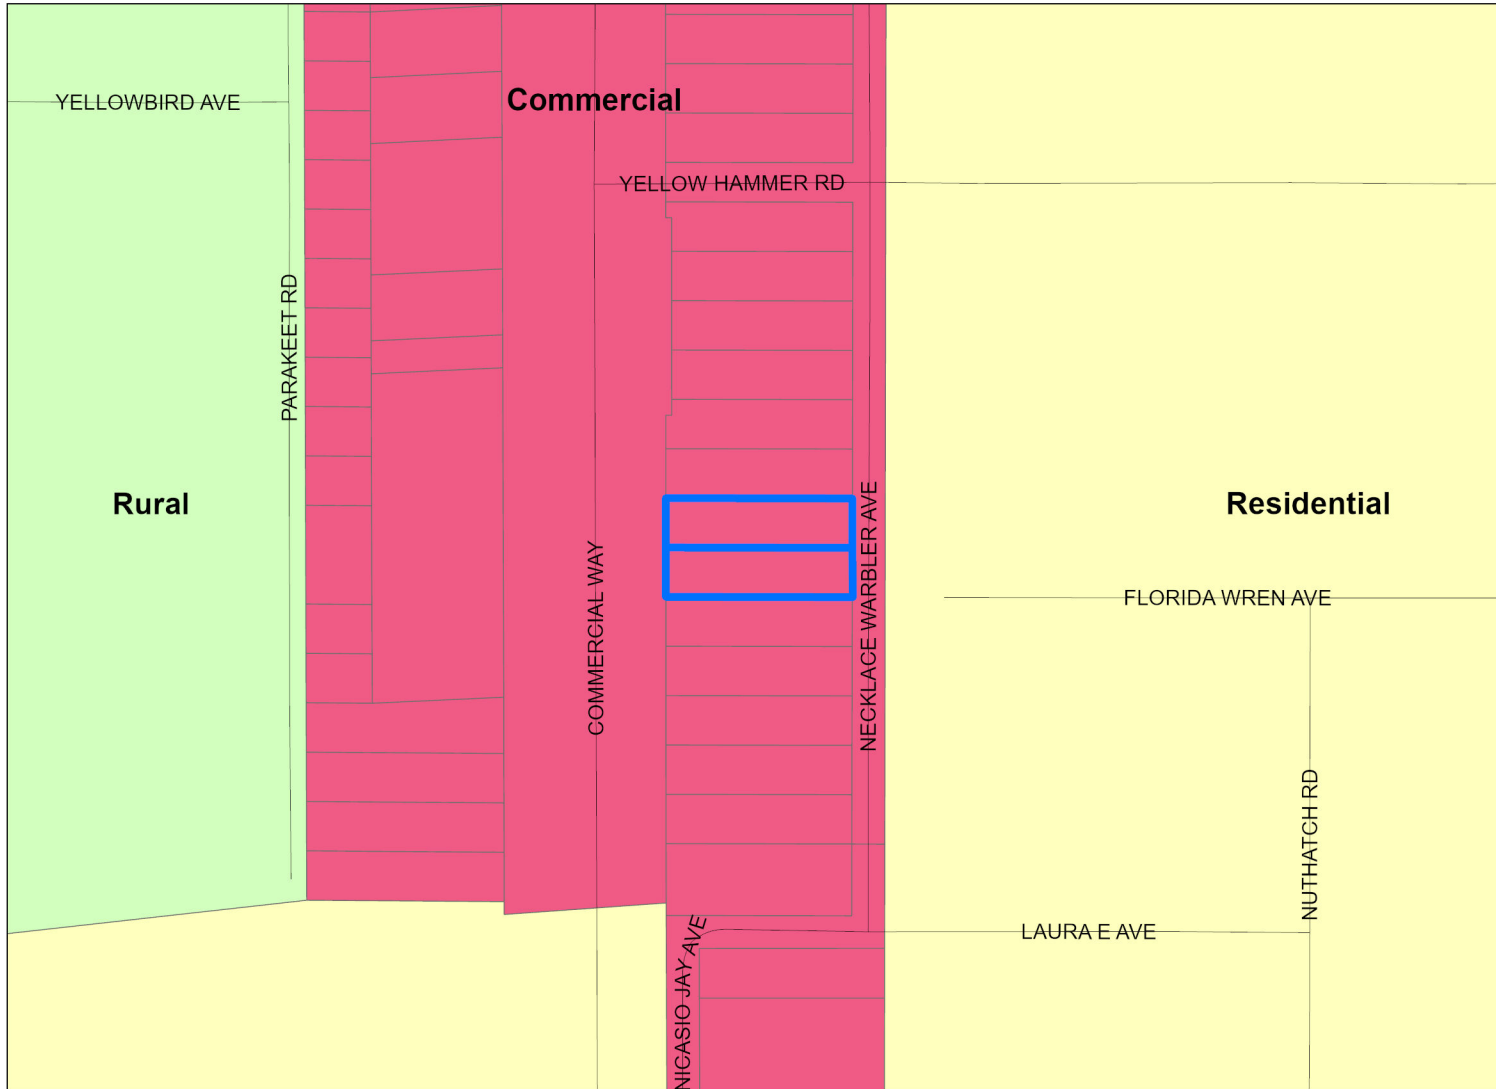 Commercial
YELLOWBIRD AVE
YELLOW HAMMER RD
PARAKEET RD
Rural
Residential
NECKLACE WARBLER AVE
COMMERCIAL WAY
FLORIDA WREN AVE
NUTHATCH RD
LAURA E AVE
NICASIO JAY AVE